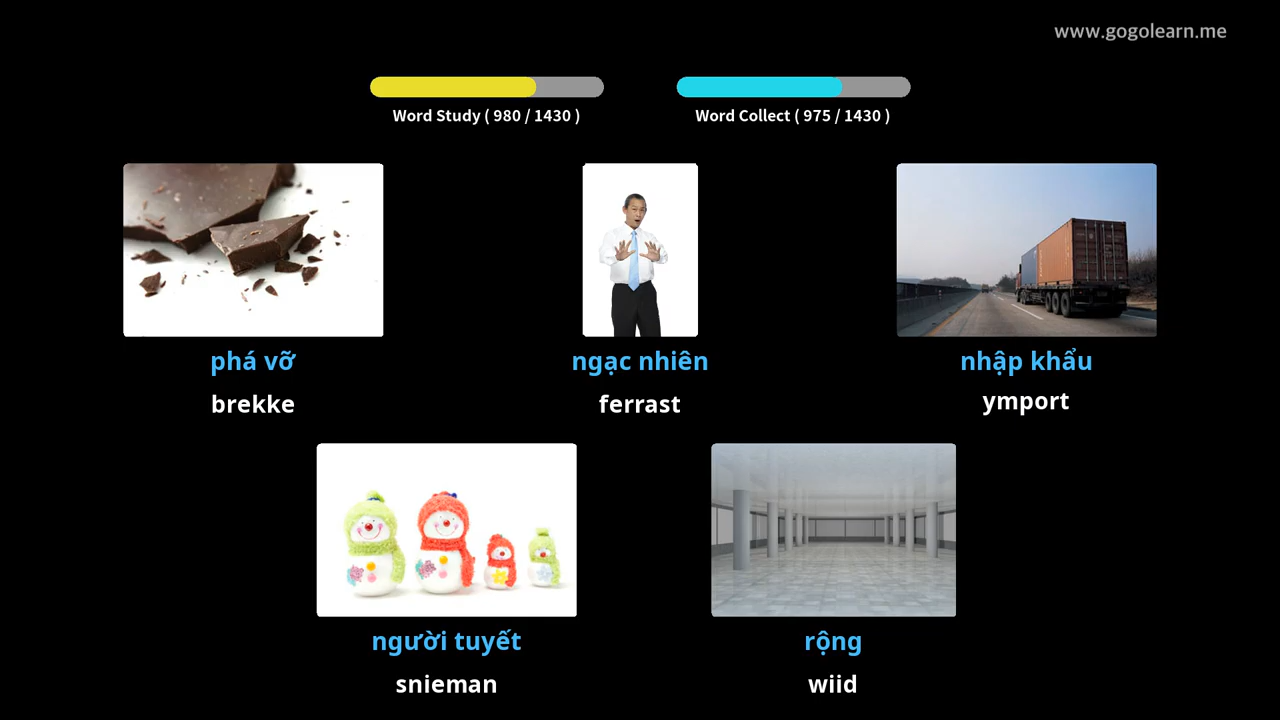 www.gogolearn.me
Word Study ( 980 / 1430 )
Word Collect ( 975 / 1430 )
phá vỡ
brekke
ngạc nhiên
ferrast
nhập khẩu
ymport
người tuyết
snieman
rộng
wiid